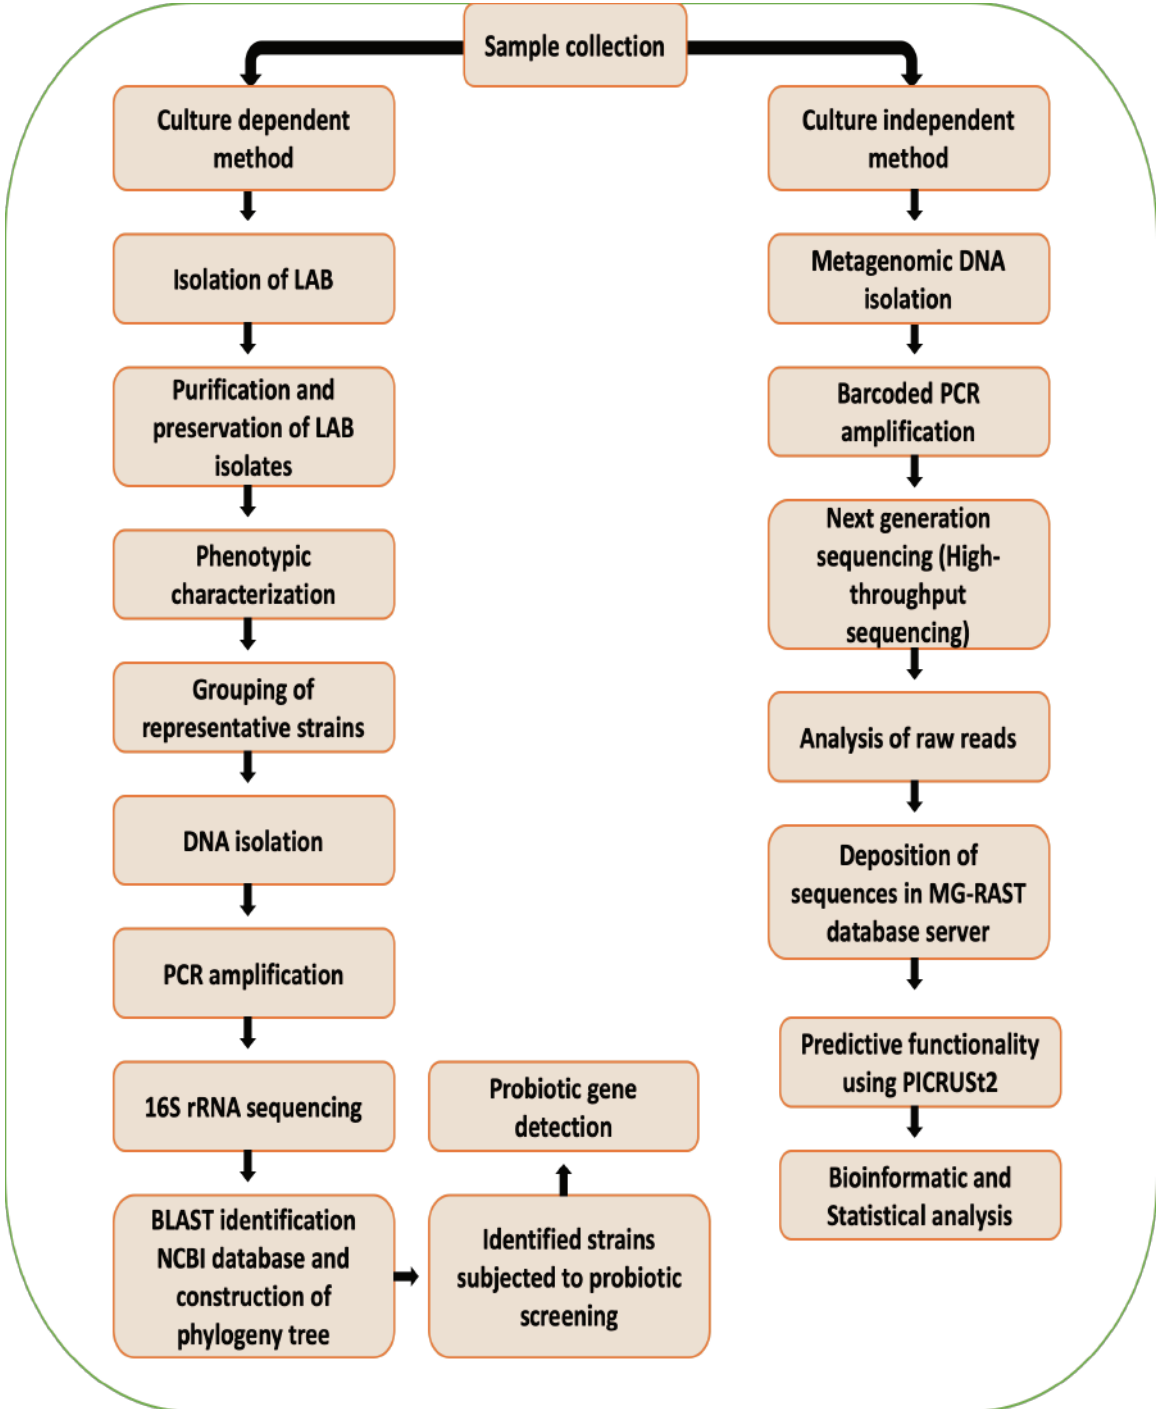 Sample collection
Culture dependent
method
Isolation of LAB
Purification and
preservation of LAB
isolates
Phenotypic
characterization
Grouping of
representative strains
DNA isolation
PCR amplification
16S rRNA sequencing
BLAST identification
NCBI database and
construction of
phylogeny tree
Identified strains
subjected to probiotic
screening
Probiotic gene
detection
Culture independent
method
Metagenomic DNA
isolation
Barcoded PCR
amplification
Next generation
sequencing (High-
throughput
sequencing)
Analysis of raw reads
Deposition of
sequences in MG-RAST
database server
Predictive functionality
using PICRUSt2
Bioinformatic and
Statistical analysis